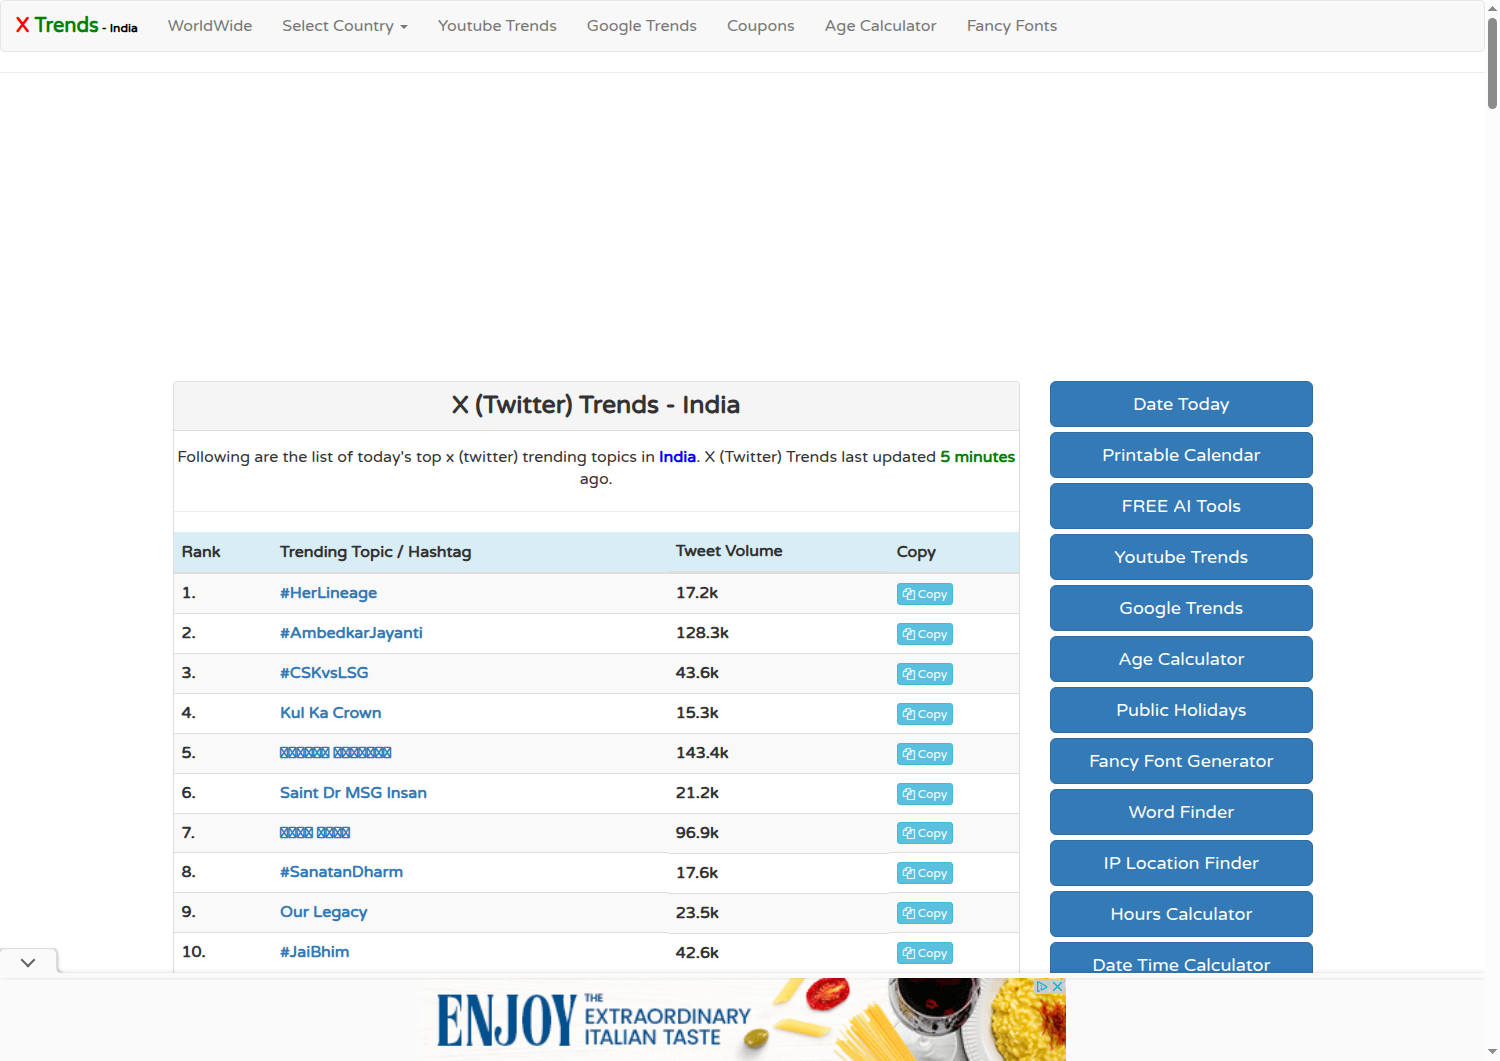 X Trends - India WorldWide Select Country Youtube Trends Google Trends Coupons Age Calculator Fancy Fonts
X (Twitter) Trends - India
Following are the list of today's top x (twitter) trending topics in India. X (Twitter) Trends last updated 5 minutes
ago.
Rank Trending Topic / Hashtag Tweet Volume Copy
1. #HerLineage 17.2k Copy
2. #AmbedkarJayanti 128.3k Copy
3. #CSKvsLSG 43.6k Copy
4. Kul Ka Crown 15.3k Copy
5. 143.4k Copy
6. Saint Dr MSG Insan 21.2k Copy
7. 96.9k Copy
8. #SanatanDharm 17.6k Copy
9. Our Legacy 23.5k Copy
10. #JaiBhim 42.6k Copy
Date Today
Printable Calendar
FREE AI Tools
Youtube Trends
Google Trends
Age Calculator
Public Holidays
Fancy Font Generator
Word Finder
IP Location Finder
Hours Calculator
Date Time Calculator
ENJOY THE
EXTRAORDINARY
ITALIAN TASTE